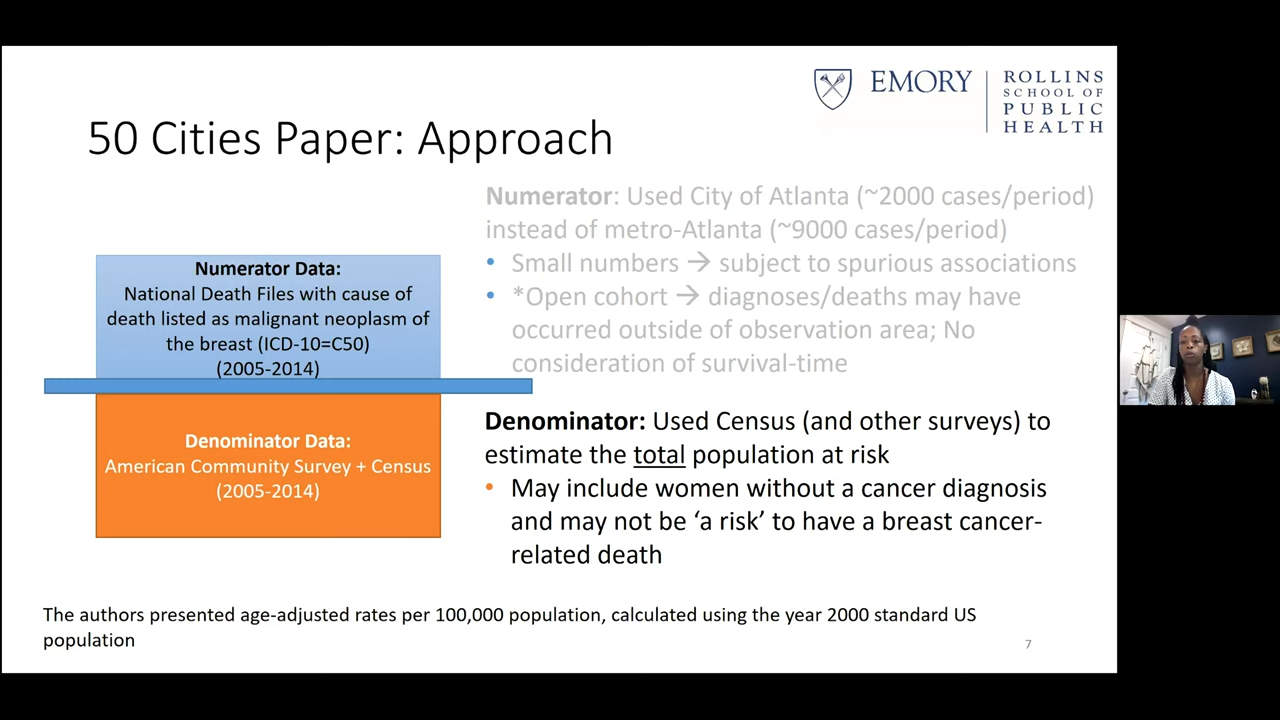 EMORY
ROLLINS
SCHOOL OF
PUBLIC
HEALTH
50 Cities Paper: Approach
Numerator Data:
National Death Files with cause of
death listed as malignant neoplasm of
the breast (ICD-10=C50)
(2005-2014)
Denominator Data:
American Community Survey + Census
(2005-2014)
Numerator: Used City of Atlanta (~2000 cases/period)
instead of metro-Atlanta (~9000 cases/period)
• Small numbers → subject to spurious associations
• *Open cohort → diagnoses/deaths may have
occurred outside of observation area; No
consideration of survival-time
Denominator: Used Census (and other surveys) to
estimate the total population at risk
• May include women without a cancer diagnosis
and may not be ‘a risk’ to have a breast cancer-
related death
The authors presented age-adjusted rates per 100,000 population, calculated using the year 2000 standard US
population
7